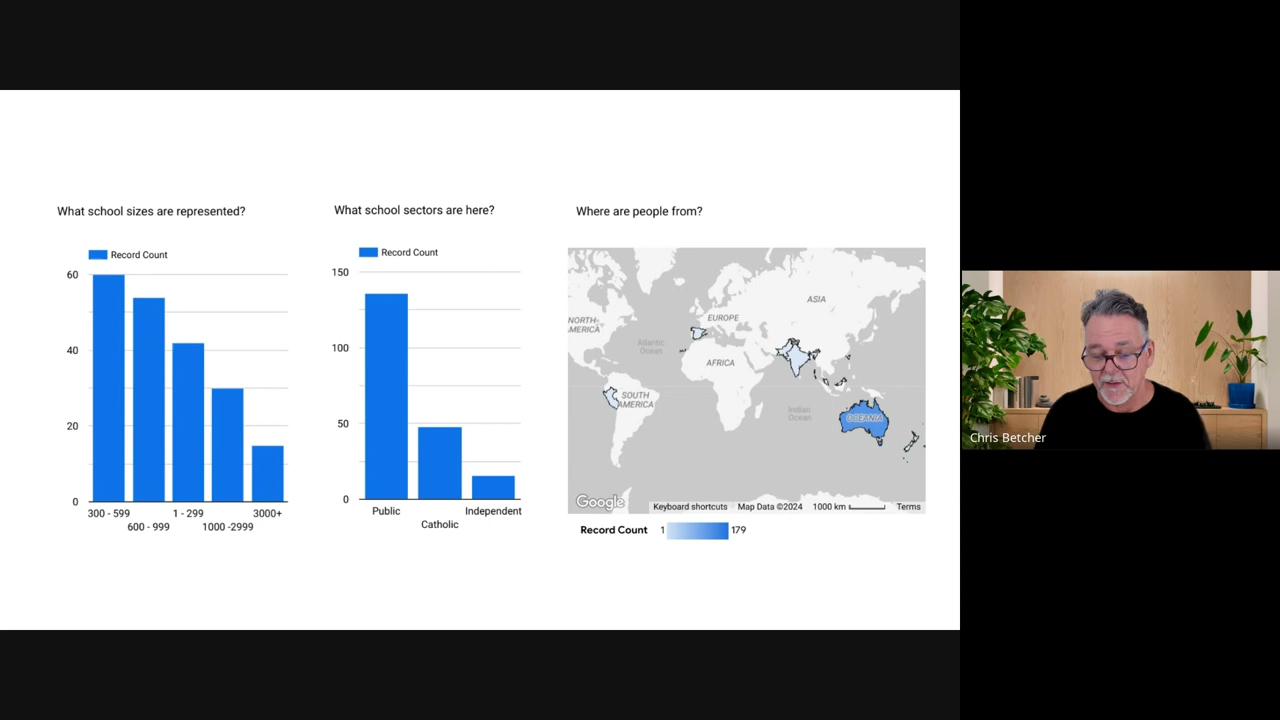 What school sizes are represented?
Record Count
60
40
20
0
300 - 599
600 - 999
1 - 299
1000 -2999
3000+
What school sectors are here?
Record Count
150
100
50
0
Public
Catholic
Independent
Where are people from?
NORTH
AMERICA
Atlantic
Ocean
EUROPE
ASIA
AFRICA
SOUTH
AMERICA
Indian
Ocean
OCEANIA
Google
Keyboard shortcuts
Map Data ©2024
1000 km
Terms
Record Count
1
179
Chris Betcher